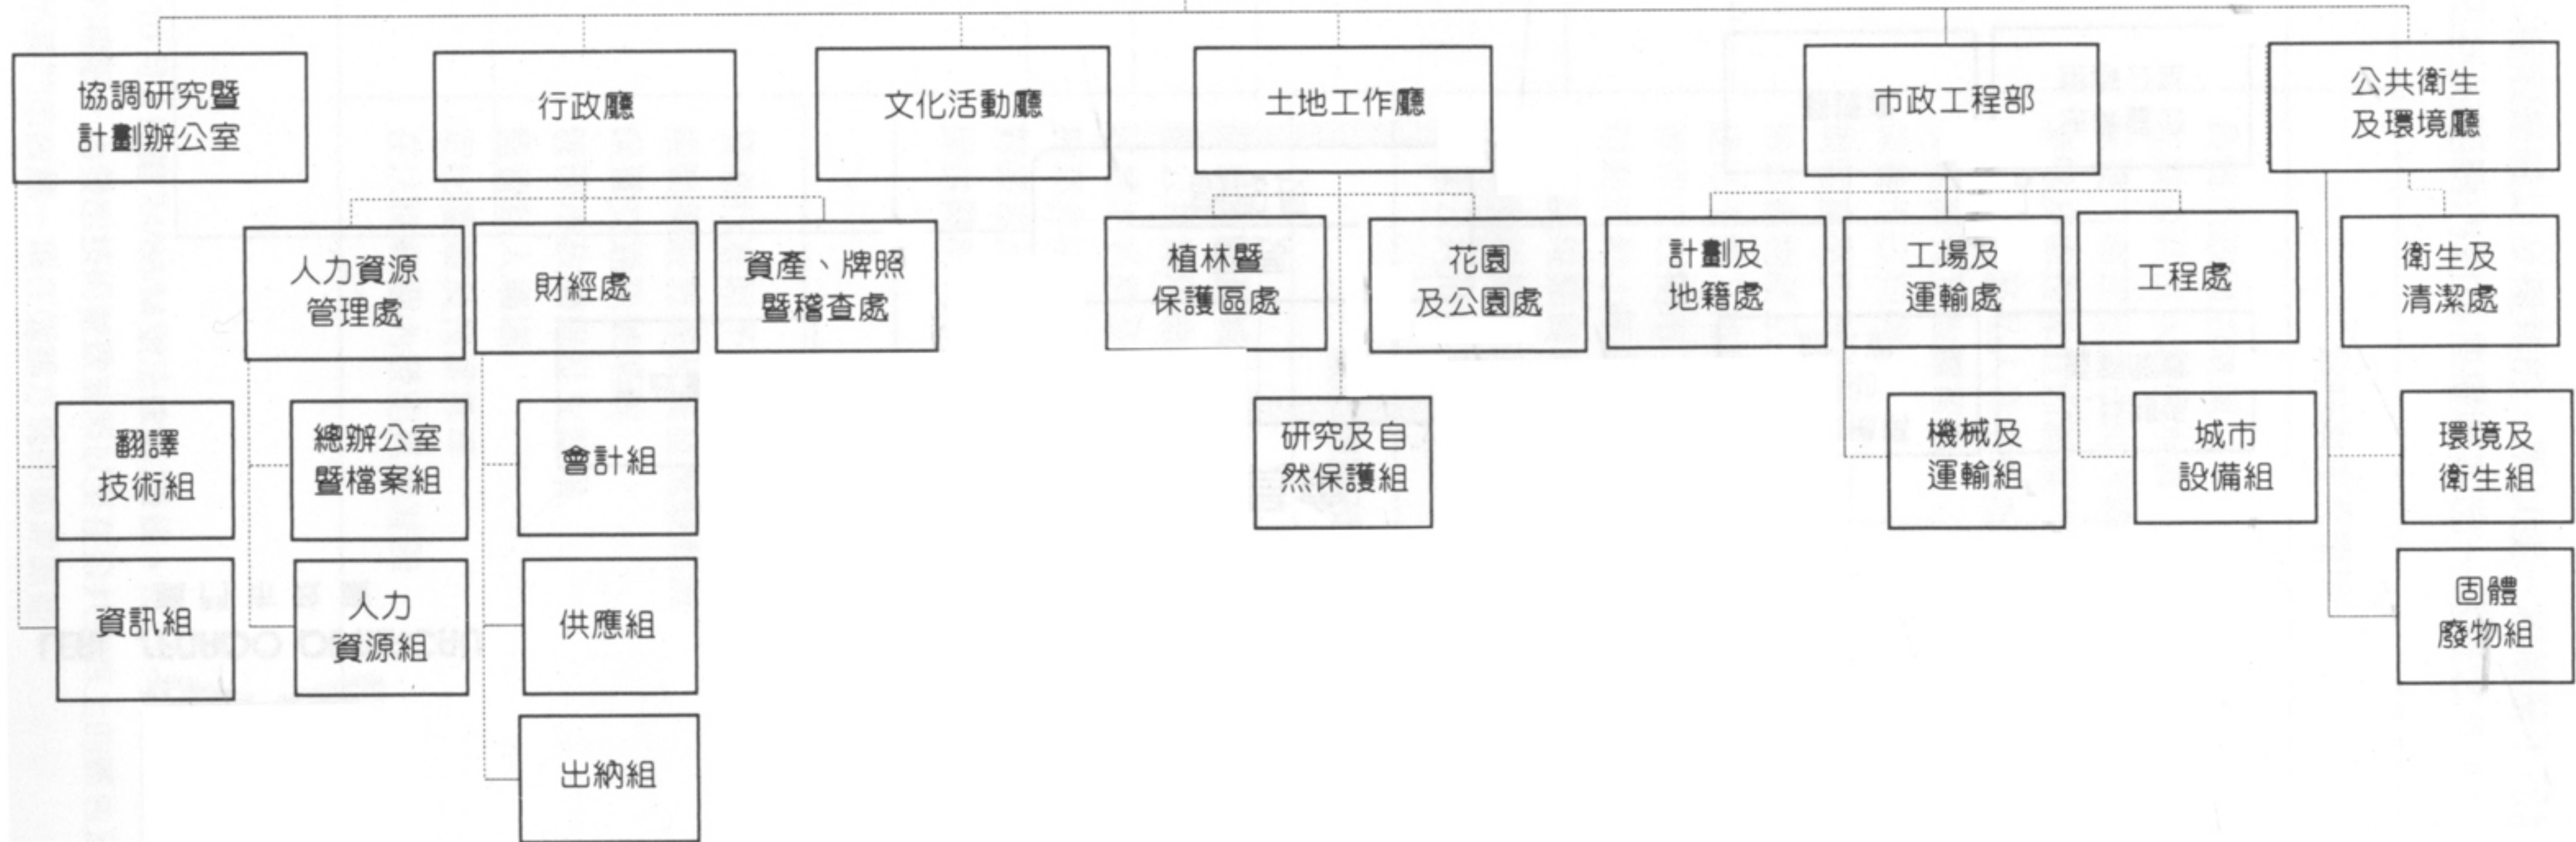 協調研究暨
計劃辦公室
行政廳
文化活動廳
土地工作廳
市政工程部
公共衛生
及環境廳
人力資源
管理處
財經處
資產、牌照
暨稽查處
植林暨
保護區處
花園
及公園處
計劃及
地籍處
工場及
運輸處
工程處
衛生及
清潔處
翻譯
技術組
總辦公室
暨檔案組
會計組
研究及自
然保護組
機械及
運輸組
城市
設備組
環境及
衛生組
資訊組
人力
資源組
供應組
固體
廢物組
出納組